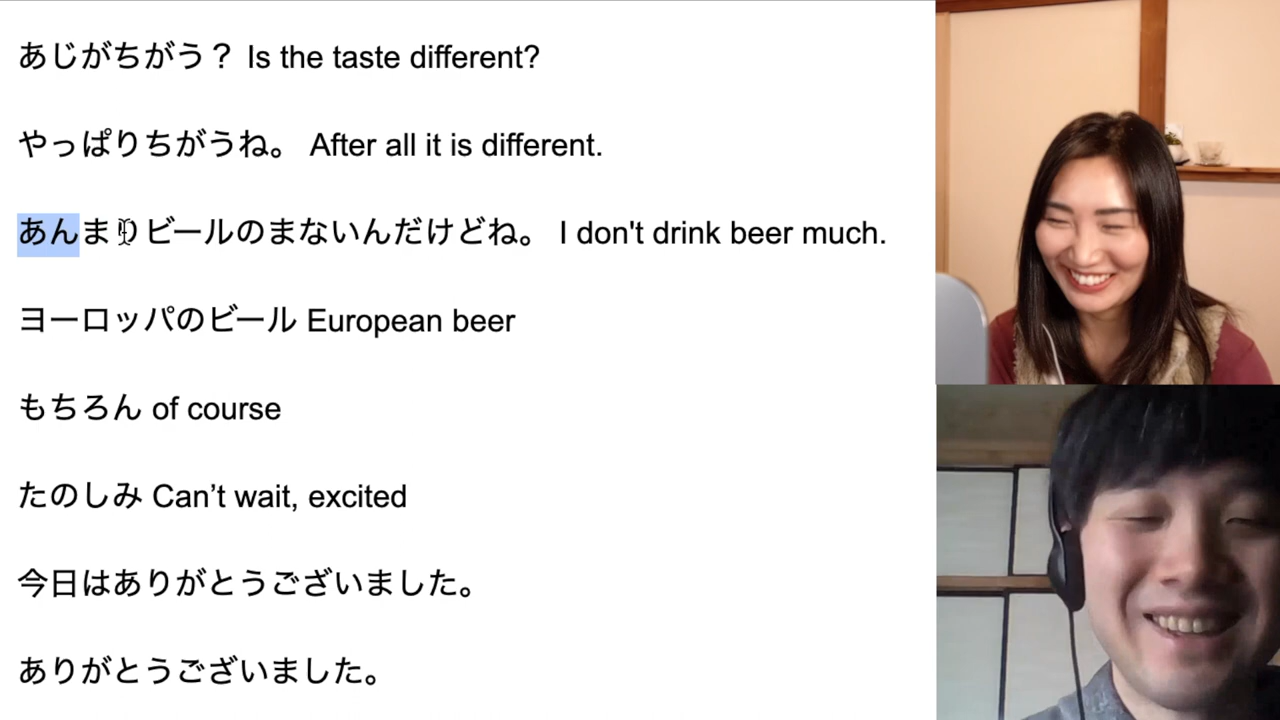 あじがちがう？ Is the taste different?
やっぱりちがうね。 After all it is different.
あんまりビールのまないんだけどね。 I don't drink beer much.
ヨーロッパのビール European beer
もちろん of course
たのしみ Can’t wait, excited
今日はありがとうございました。
ありがとうございました。